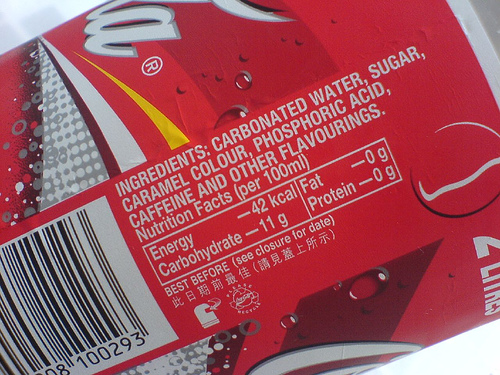 ®
INGREDIENTS: CARBONATED WATER, SUGAR,
CARAMEL COLOUR, PHOSPHORIC ACID,
CAFFEINE AND OTHER FLAVOURINGS.
Nutrition Facts (per 100ml)
Energy –42 kcal Fat –0 g
Carbohydrate –11 g Protein –0 g
BEST BEFORE (see closure for date)
此日期前最佳(請見蓋上所示)
2 LITRES
08 100293